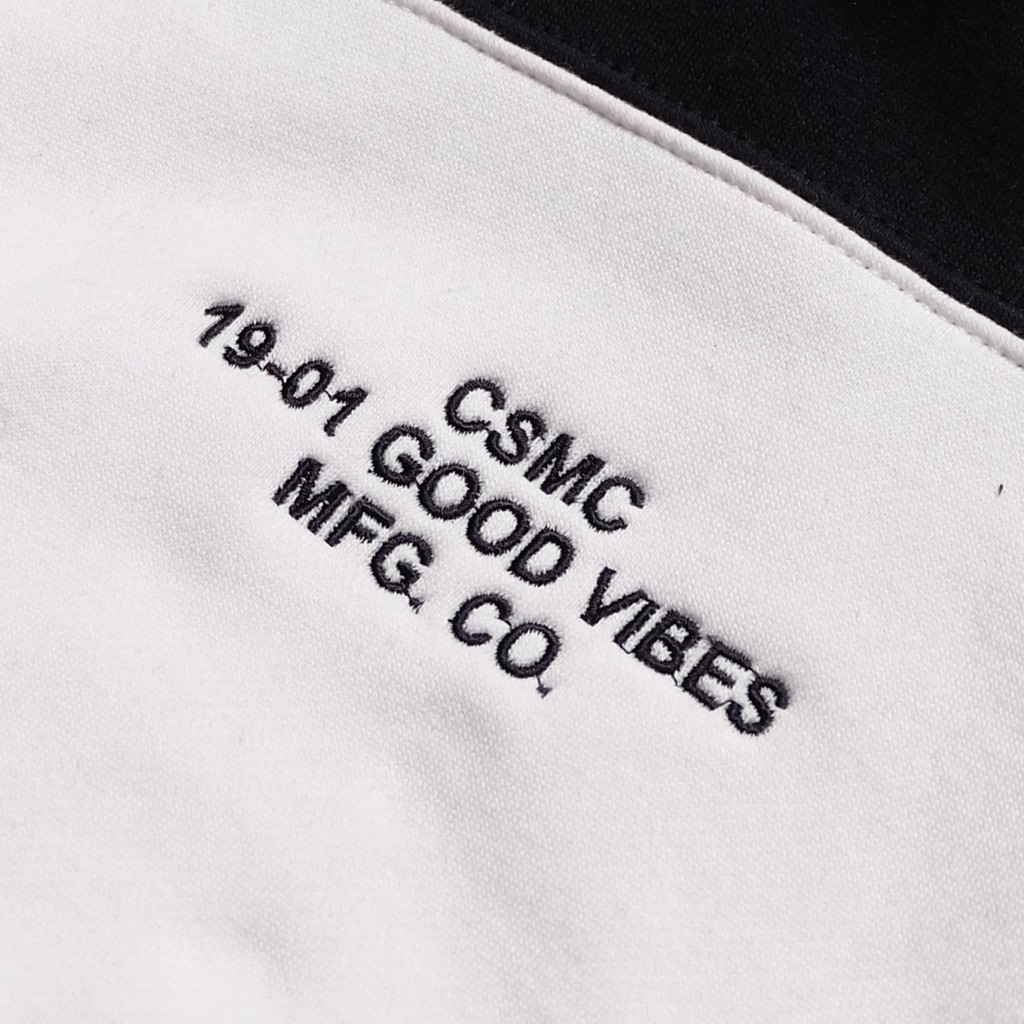 CSMC
19-01 GOOD VIBES
MFG. CO.